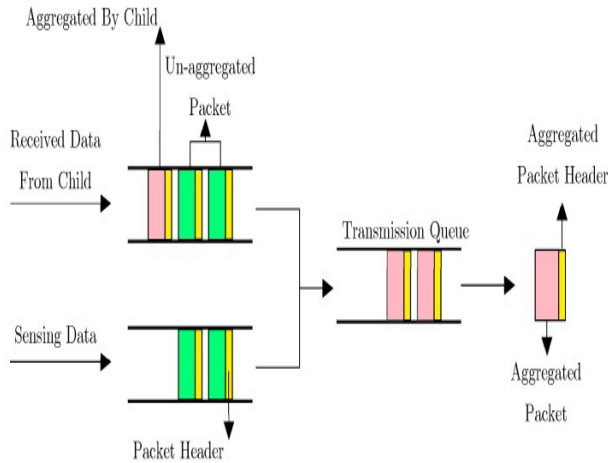 Aggregated By Child
Un-aggregated
Packet
Received Data
From Child
Aggregated
Packet Header
Transmission Queue
Sensing Data
Aggregated
Packet
Packet Header